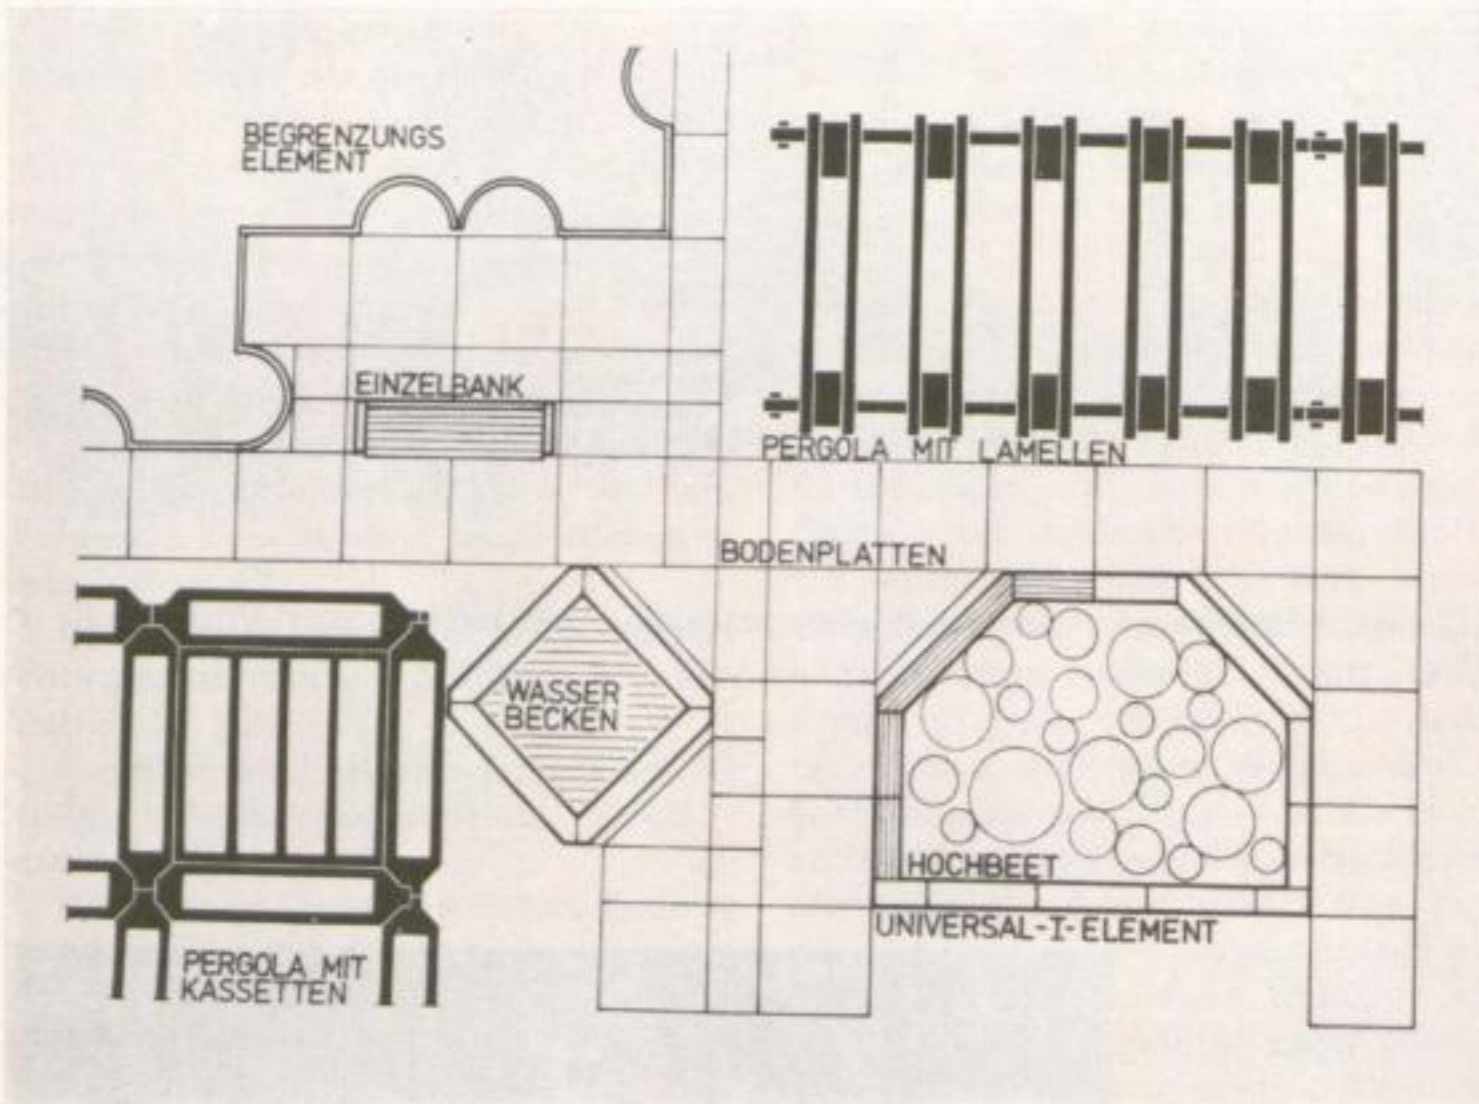 BEGRENZUNGS
ELEMENT
EINZELBANK
PERGOLA MIT LAMELLEN
BODENPLATTEN
WASSER
BECKEN
HOCHBEET
UNIVERSAL-I-ELEMENT
PERGOLA MIT
KASSETTEN